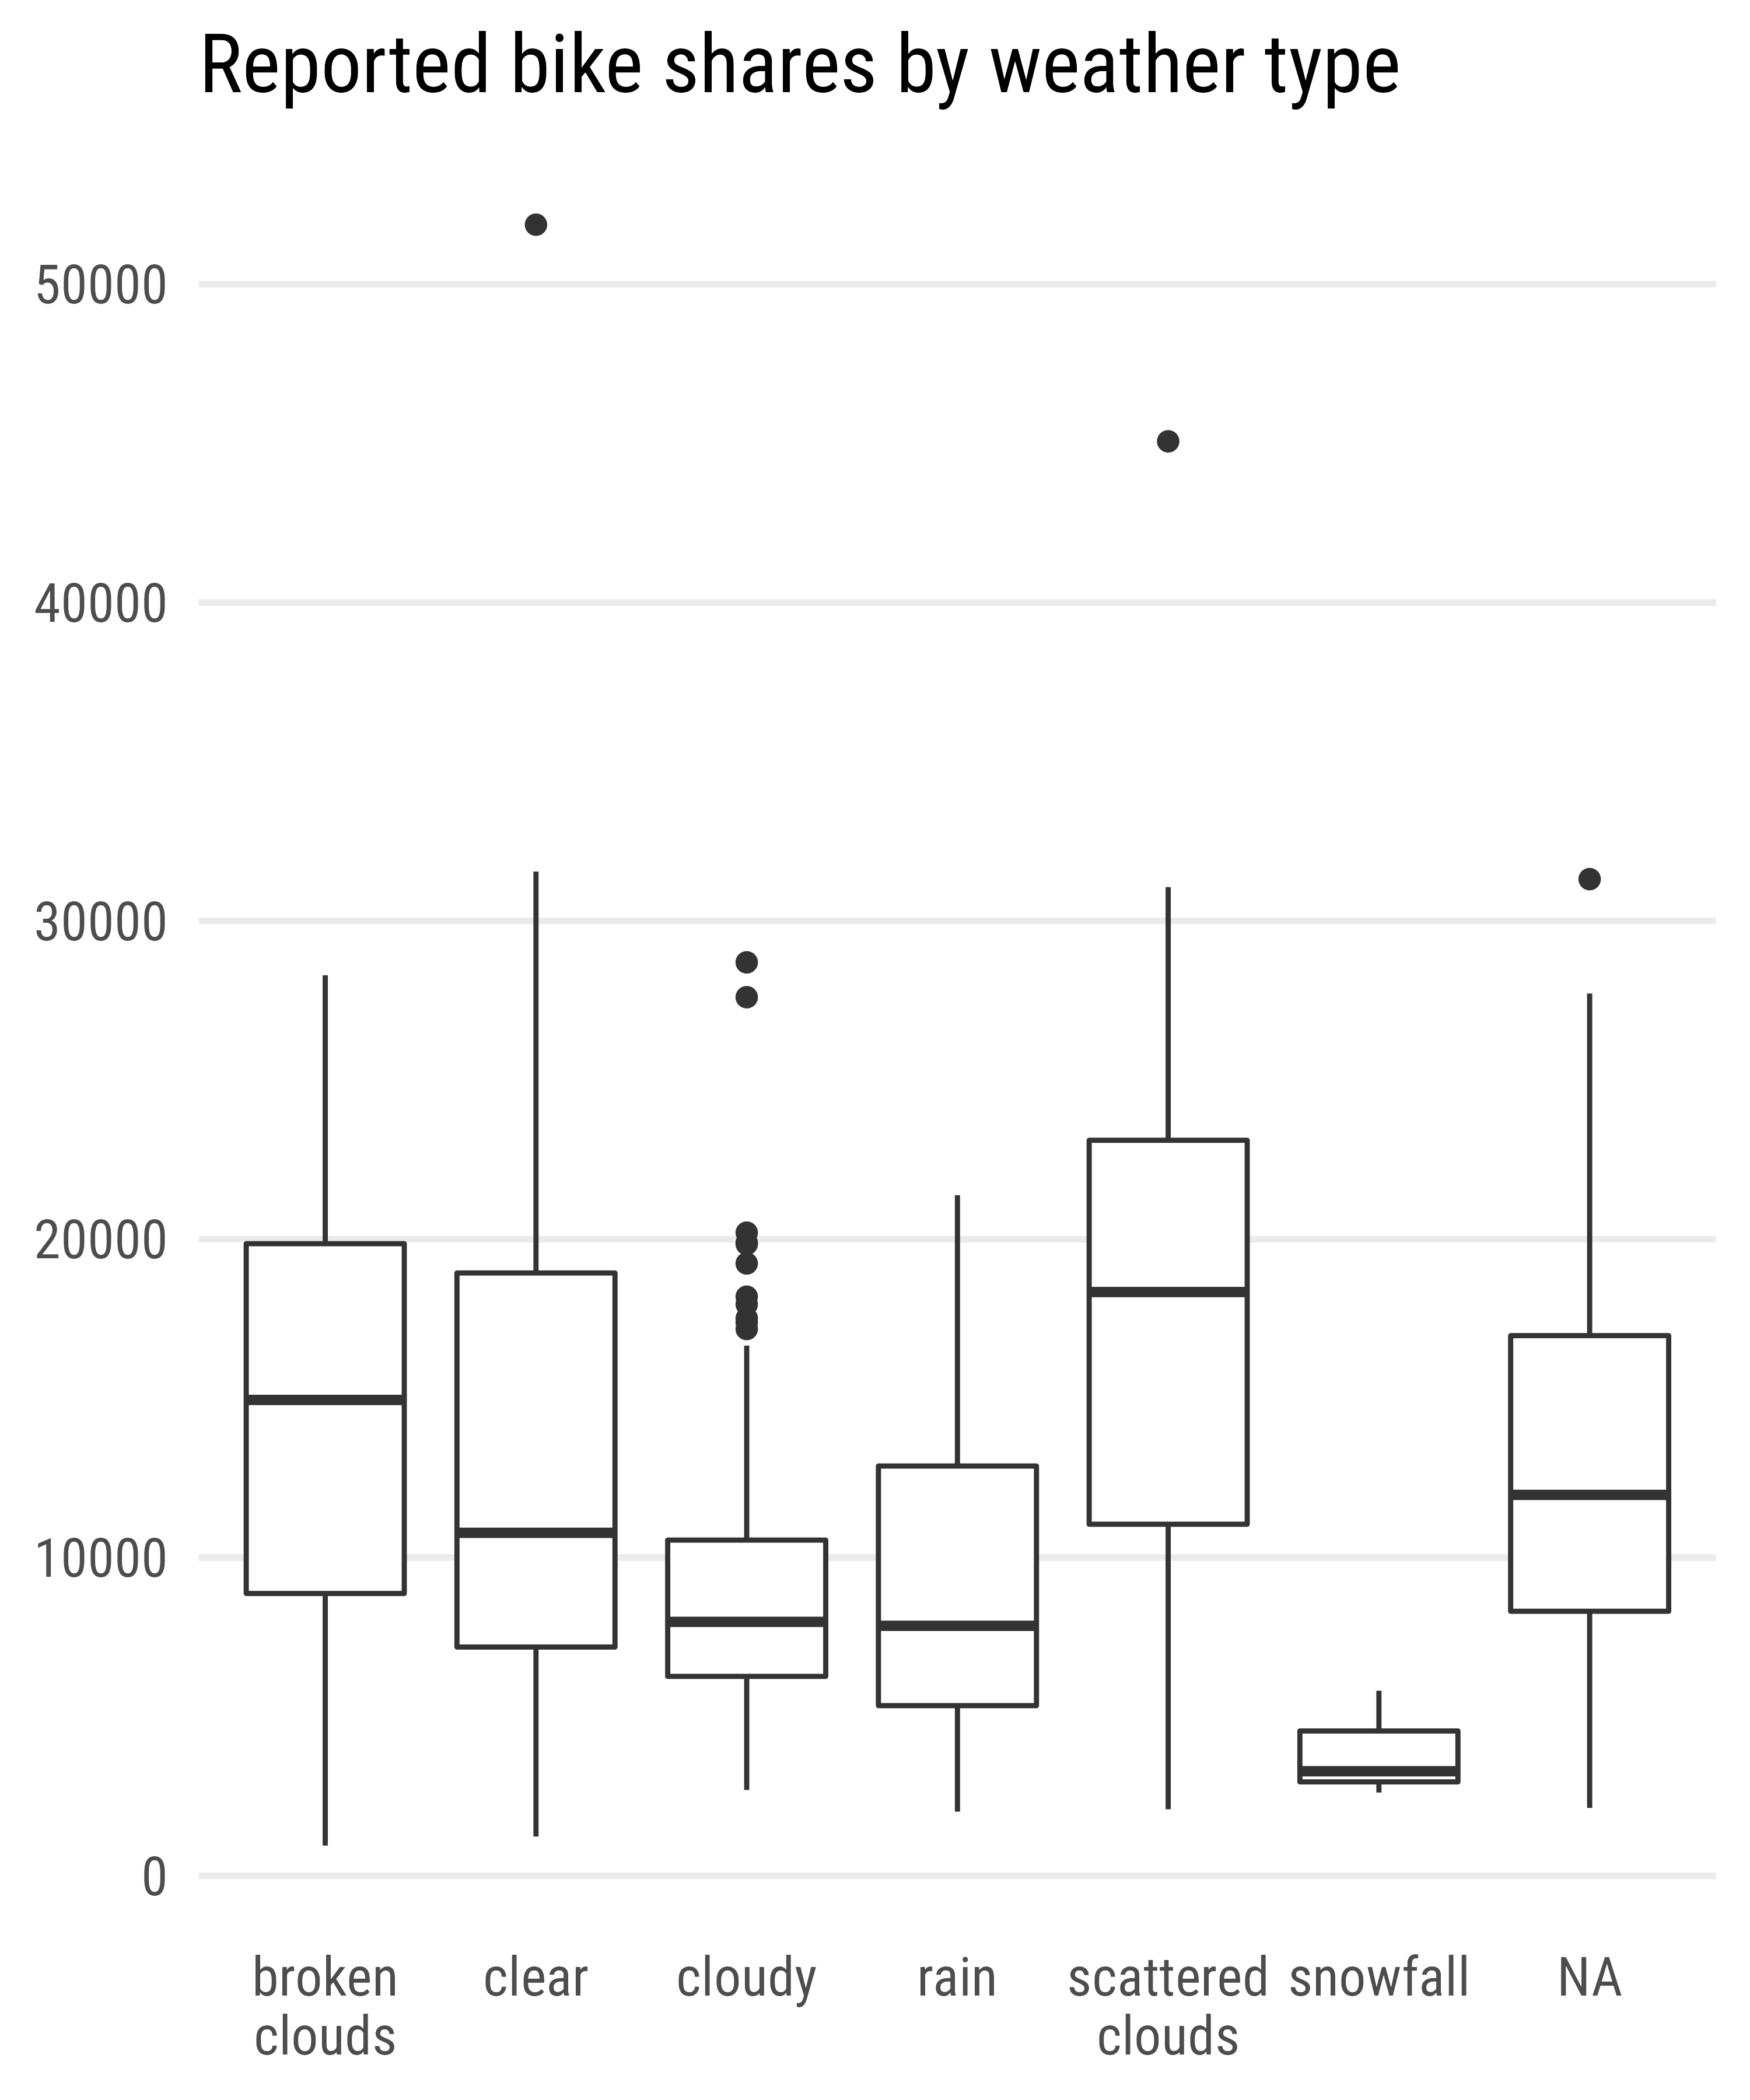 Reported bike shares by weather type
50000
40000
30000
20000
10000
0
broken clear cloudy rain scattered snowfall NA
clouds clouds